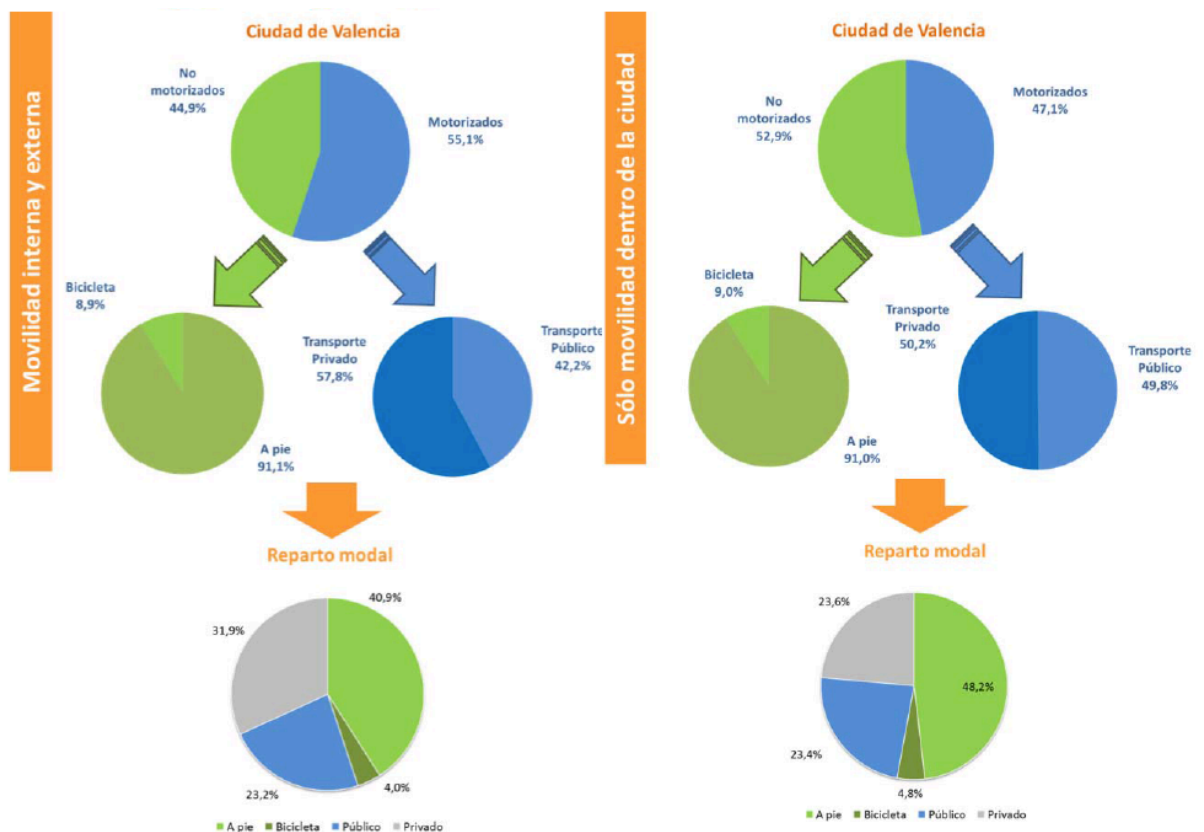 Movilidad interna y externa
Ciudad de Valencia
No
motorizados
44,9%
Motorizados
55,1%
Bicicleta
8,9%
A pie
91,1%
Transporte
Privado
57,8%
Transporte
Público
42,2%
Reparto modal
40,9%
31,9%
23,2%
4,0%
A pie
Bicicleta
Público
Privado
Sólo movilidad dentro de la ciudad
Ciudad de Valencia
No
motorizados
52,9%
Motorizados
47,1%
Bicicleta
9,0%
A pie
91,0%
Transporte
Privado
50,2%
Transporte
Público
49,8%
Reparto modal
23,6%
48,2%
23,4%
4,8%
A pie
Bicicleta
Público
Privado